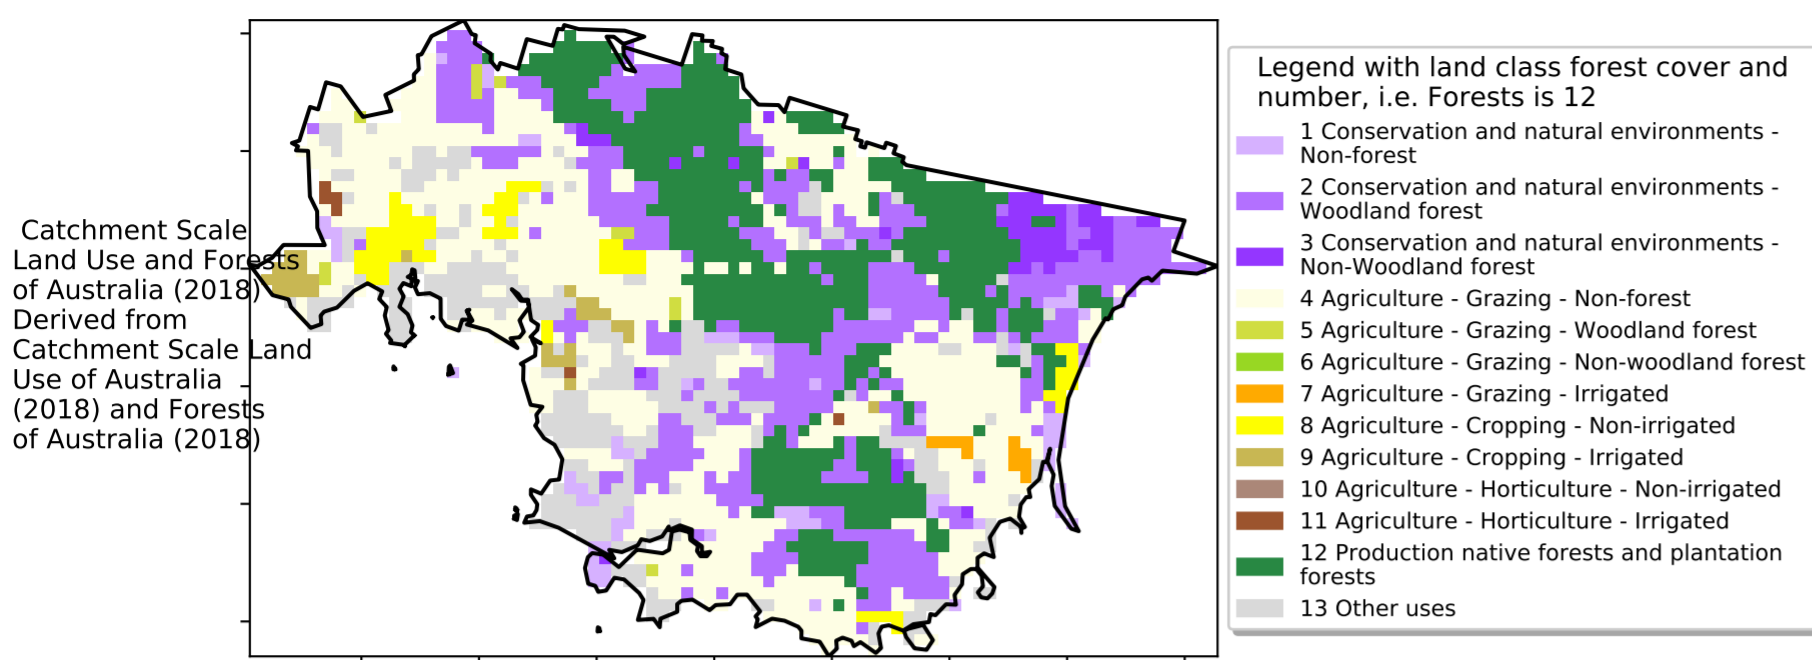 Catchment Scale
Land Use and Forests
of Australia (2018)
Derived from
Catchment Scale Land
Use of Australia
(2018) and Forests
of Australia (2018)
Legend with land class forest cover and
number, i.e. Forests is 12
1 Conservation and natural environments -
Non-forest
2 Conservation and natural environments -
Woodland forest
3 Conservation and natural environments -
Non-Woodland forest
4 Agriculture - Grazing - Non-forest
5 Agriculture - Grazing - Woodland forest
6 Agriculture - Grazing - Non-woodland forest
7 Agriculture - Grazing - Irrigated
8 Agriculture - Cropping - Non-irrigated
9 Agriculture - Cropping - Irrigated
10 Agriculture - Horticulture - Non-irrigated
11 Agriculture - Horticulture - Irrigated
12 Production native forests and plantation
forests
13 Other uses